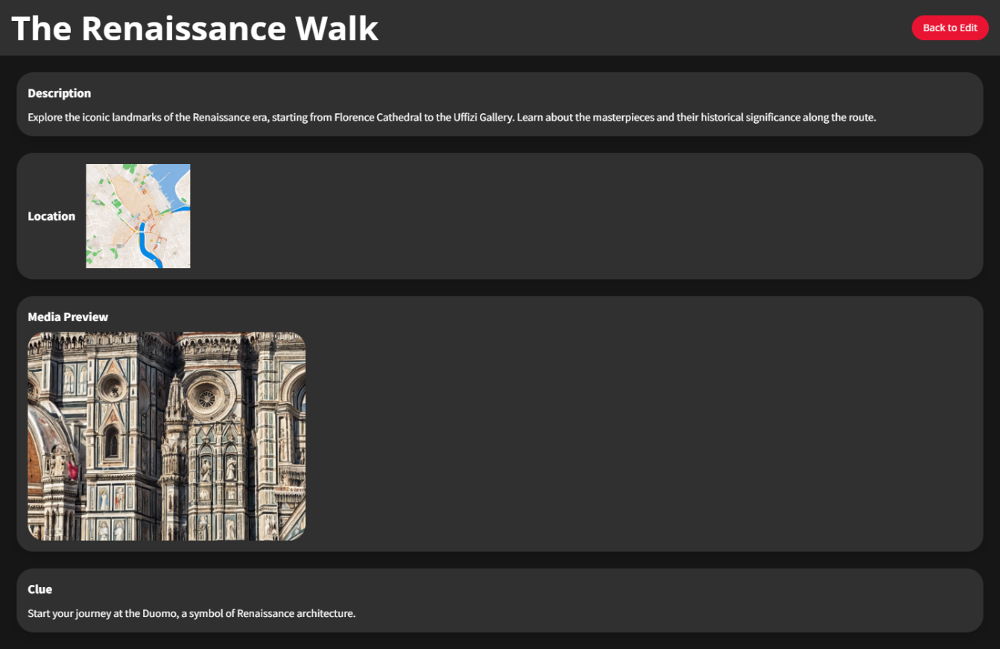 The Renaissance Walk
Back to Edit
Description
Explore the iconic landmarks of the Renaissance era, starting from Florence Cathedral to the Uffizi Gallery. Learn about the masterpieces and their historical significance along the route.
Location
Media Preview
Clue
Start your journey at the Duomo, a symbol of Renaissance architecture.